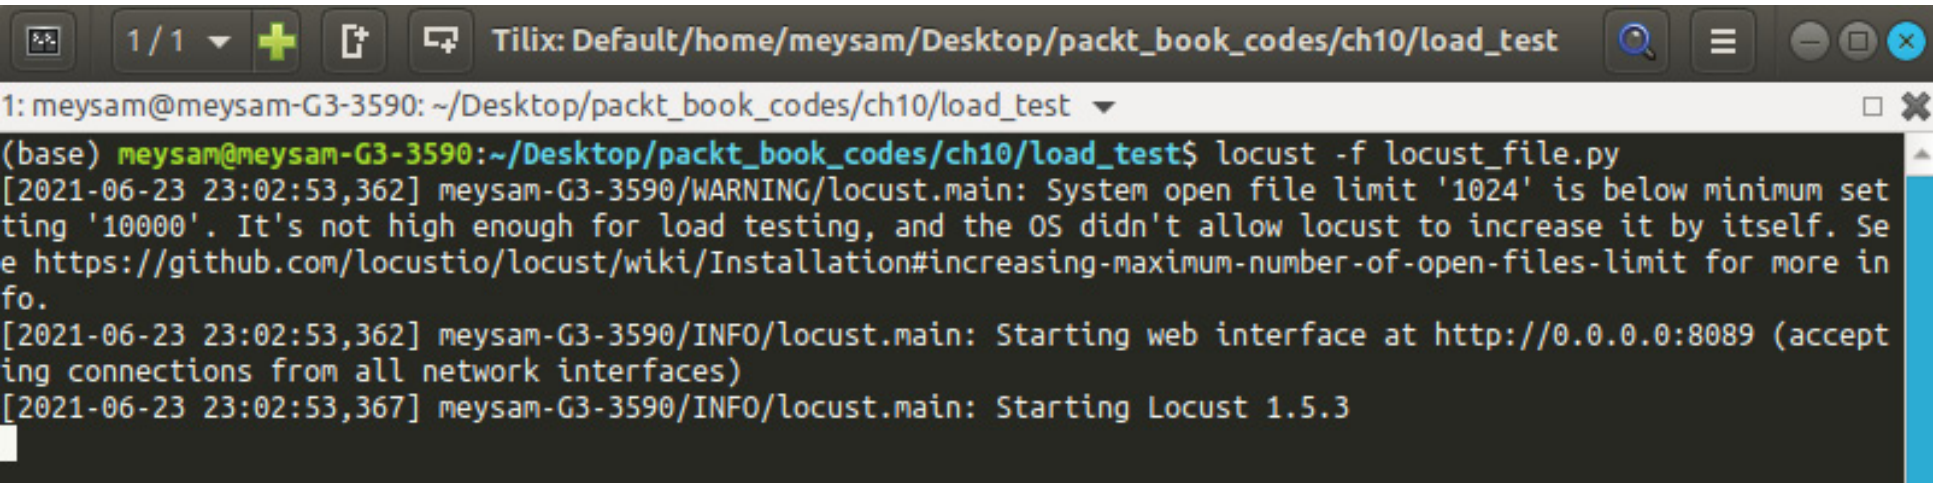 1 / 1
Tilix: Default/home/meysam/Desktop/packt_book_codes/ch10/load_test
1: meysam@meysam-G3-3590: ~/Desktop/packt_book_codes/ch10/load_test
(base) meysam@meysam-G3-3590:~/Desktop/packt_book_codes/ch10/load_test$ locust -f locust_file.py
[2021-06-23 23:02:53,362] meysam-G3-3590/WARNING/locust.main: System open file limit '1024' is below minimum set
ting '10000'. It's not high enough for load testing, and the OS didn't allow locust to increase it by itself. Se
e https://github.com/locustio/locust/wiki/Installation#increasing-maximum-number-of-open-files-limit for more in
fo.
[2021-06-23 23:02:53,362] meysam-G3-3590/INFO/locust.main: Starting web interface at http://0.0.0.0:8089 (accept
ing connections from all network interfaces)
[2021-06-23 23:02:53,367] meysam-G3-3590/INFO/locust.main: Starting Locust 1.5.3